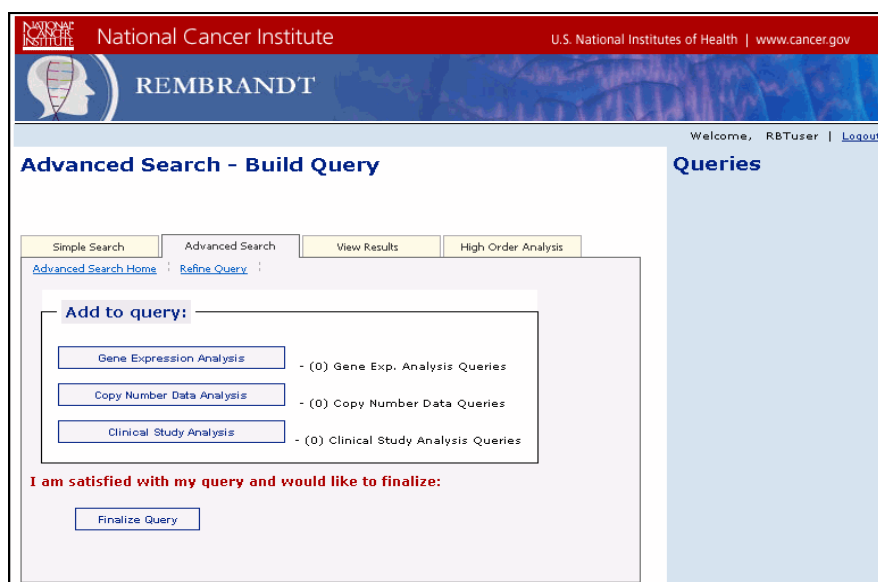 NATIONAL
CANCER
INSTITUTE
National Cancer Institute
U.S. National Institutes of Health | www.cancer.gov
REMBRANDT
Welcome, RBTuser | Logout
Advanced Search - Build Query
Queries
Simple Search
Advanced Search
View Results
High Order Analysis
Advanced Search Home
Refine Query
Add to query:
Gene Expression Analysis
- (0) Gene Exp. Analysis Queries
Copy Number Data Analysis
- (0) Copy Number Data Queries
Clinical Study Analysis
- (0) Clinical Study Analysis Queries
I am satisfied with my query and would like to finalize:
Finalize Query